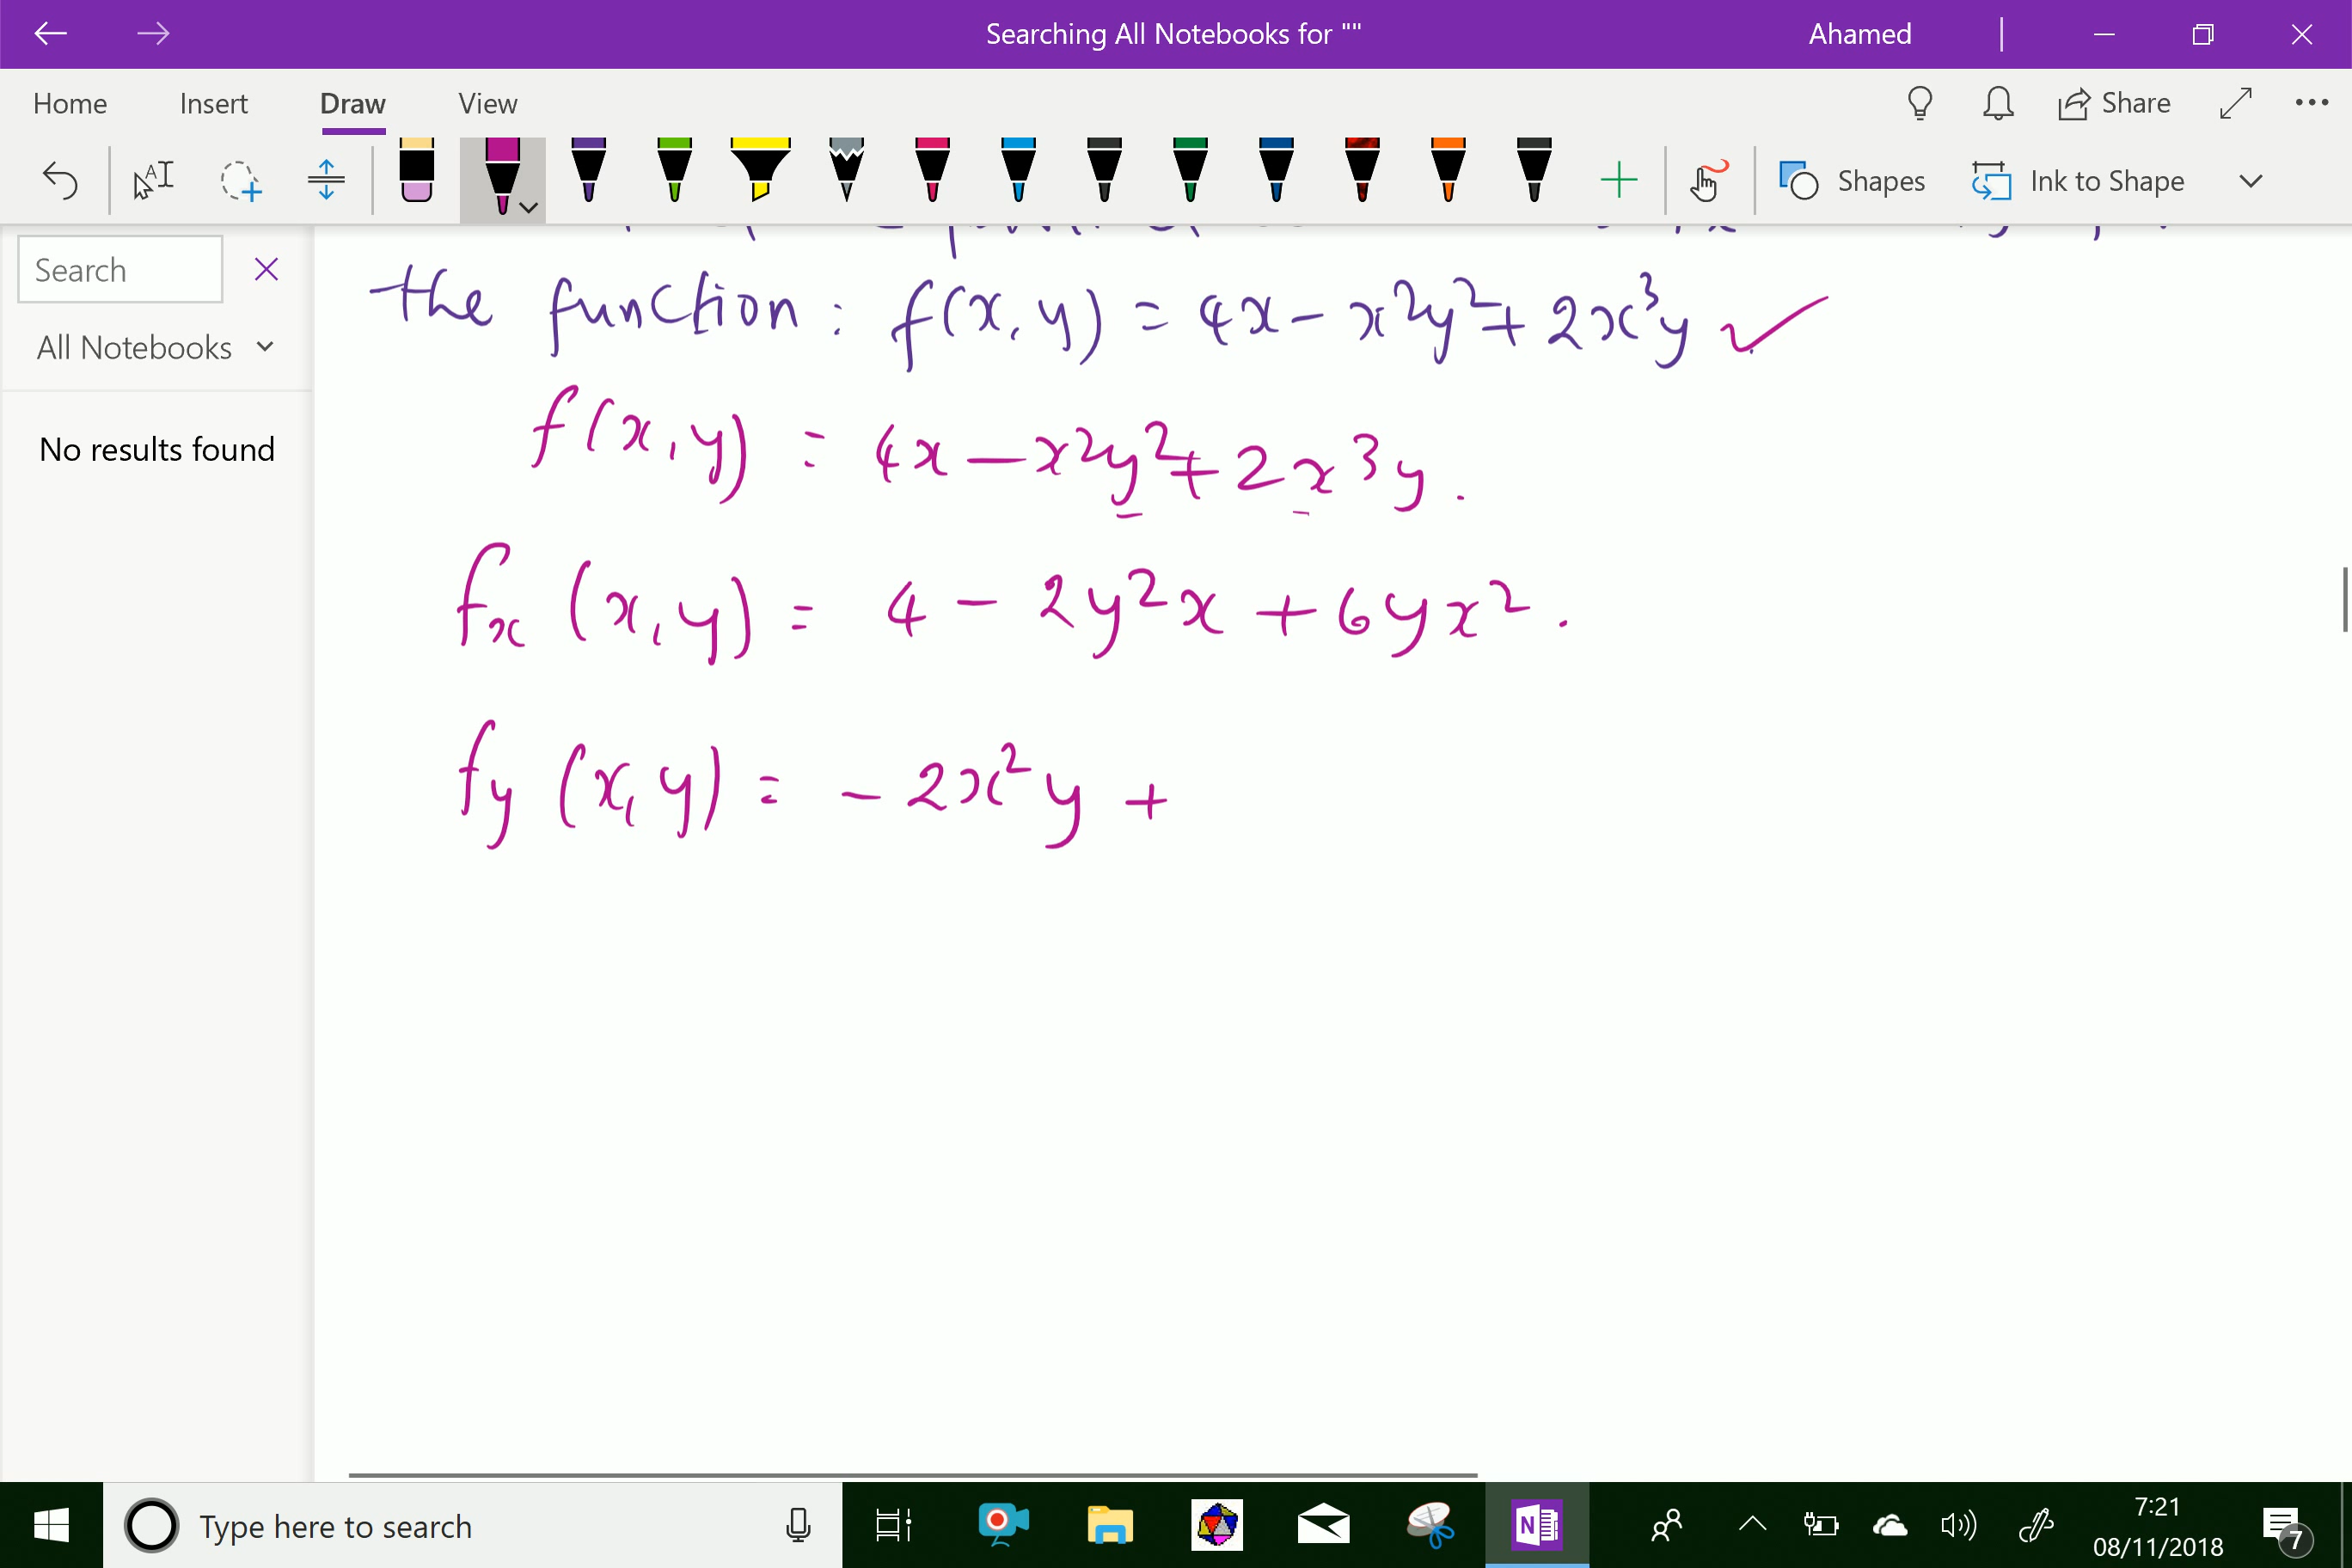 Searching All Notebooks for ""
Ahamed
Home Insert Draw View
Share
Shapes
Ink to Shape
Search
All Notebooks
No results found
the function : f(x,y) = 4x - x²y² + 2x³y ✓
f(x,y) = 4x - x²y² + 2x³y.
fₓ (x,y) = 4 - 2y²x + 6yx².
fy (x,y) = - 2x²y +
Type here to search
N
7:21
08/11/2018
7